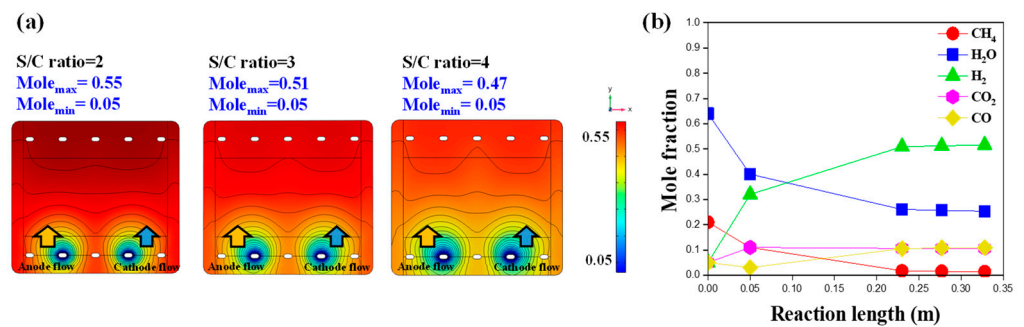 (a)
S/C ratio=2
Mole_max= 0.55
Mole_min= 0.05
S/C ratio=3
Mole_max=0.51
Mole_min=0.05
S/C ratio=4
Mole_max= 0.47
Mole_min= 0.05
y
x
0.55
0.05
Anode flow
Cathode flow
Anode flow
Cathode flow
Anode flow
Cathode flow
(b)
CH₄
H₂O
H₂
CO₂
CO
Mole fraction
1.0
0.9
0.8
0.7
0.6
0.5
0.4
0.3
0.2
0.1
0.0
0.00 0.05 0.10 0.15 0.20 0.25 0.30 0.35
Reaction length (m)